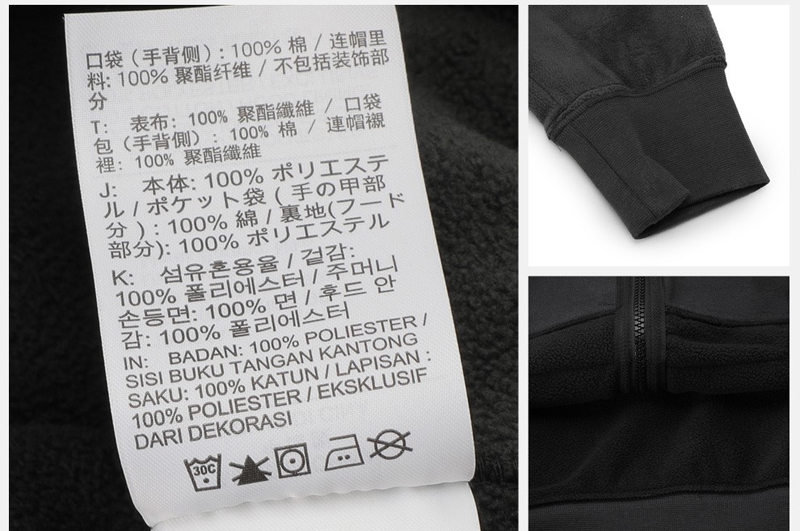 口袋（手背侧）: 100% 棉 / 连帽里
料: 100% 聚酯纤维 / 不包括装饰部
分
T: 表布: 100% 聚酯纖維 / 口袋
包（手背側）: 100% 棉 / 連帽襯
裡: 100% 聚酯纖維
J: 本体: 100% ポリエステ
ル / ポケット袋 ( 手の甲部
分 ) : 100% 綿 / 裏地(フード
部分): 100% ポリエステル
K: 섬유혼용율 / 겉감:
100% 폴리에스터 / 주머니
손등면: 100% 면 / 후드 안
감: 100% 폴리에스터
IN: BADAN: 100% POLIESTER /
SISI BUKU TANGAN KANTONG
SAKU: 100% KATUN / LAPISAN :
100% POLIESTER / EKSKLUSIF
DARI DEKORASI
30C